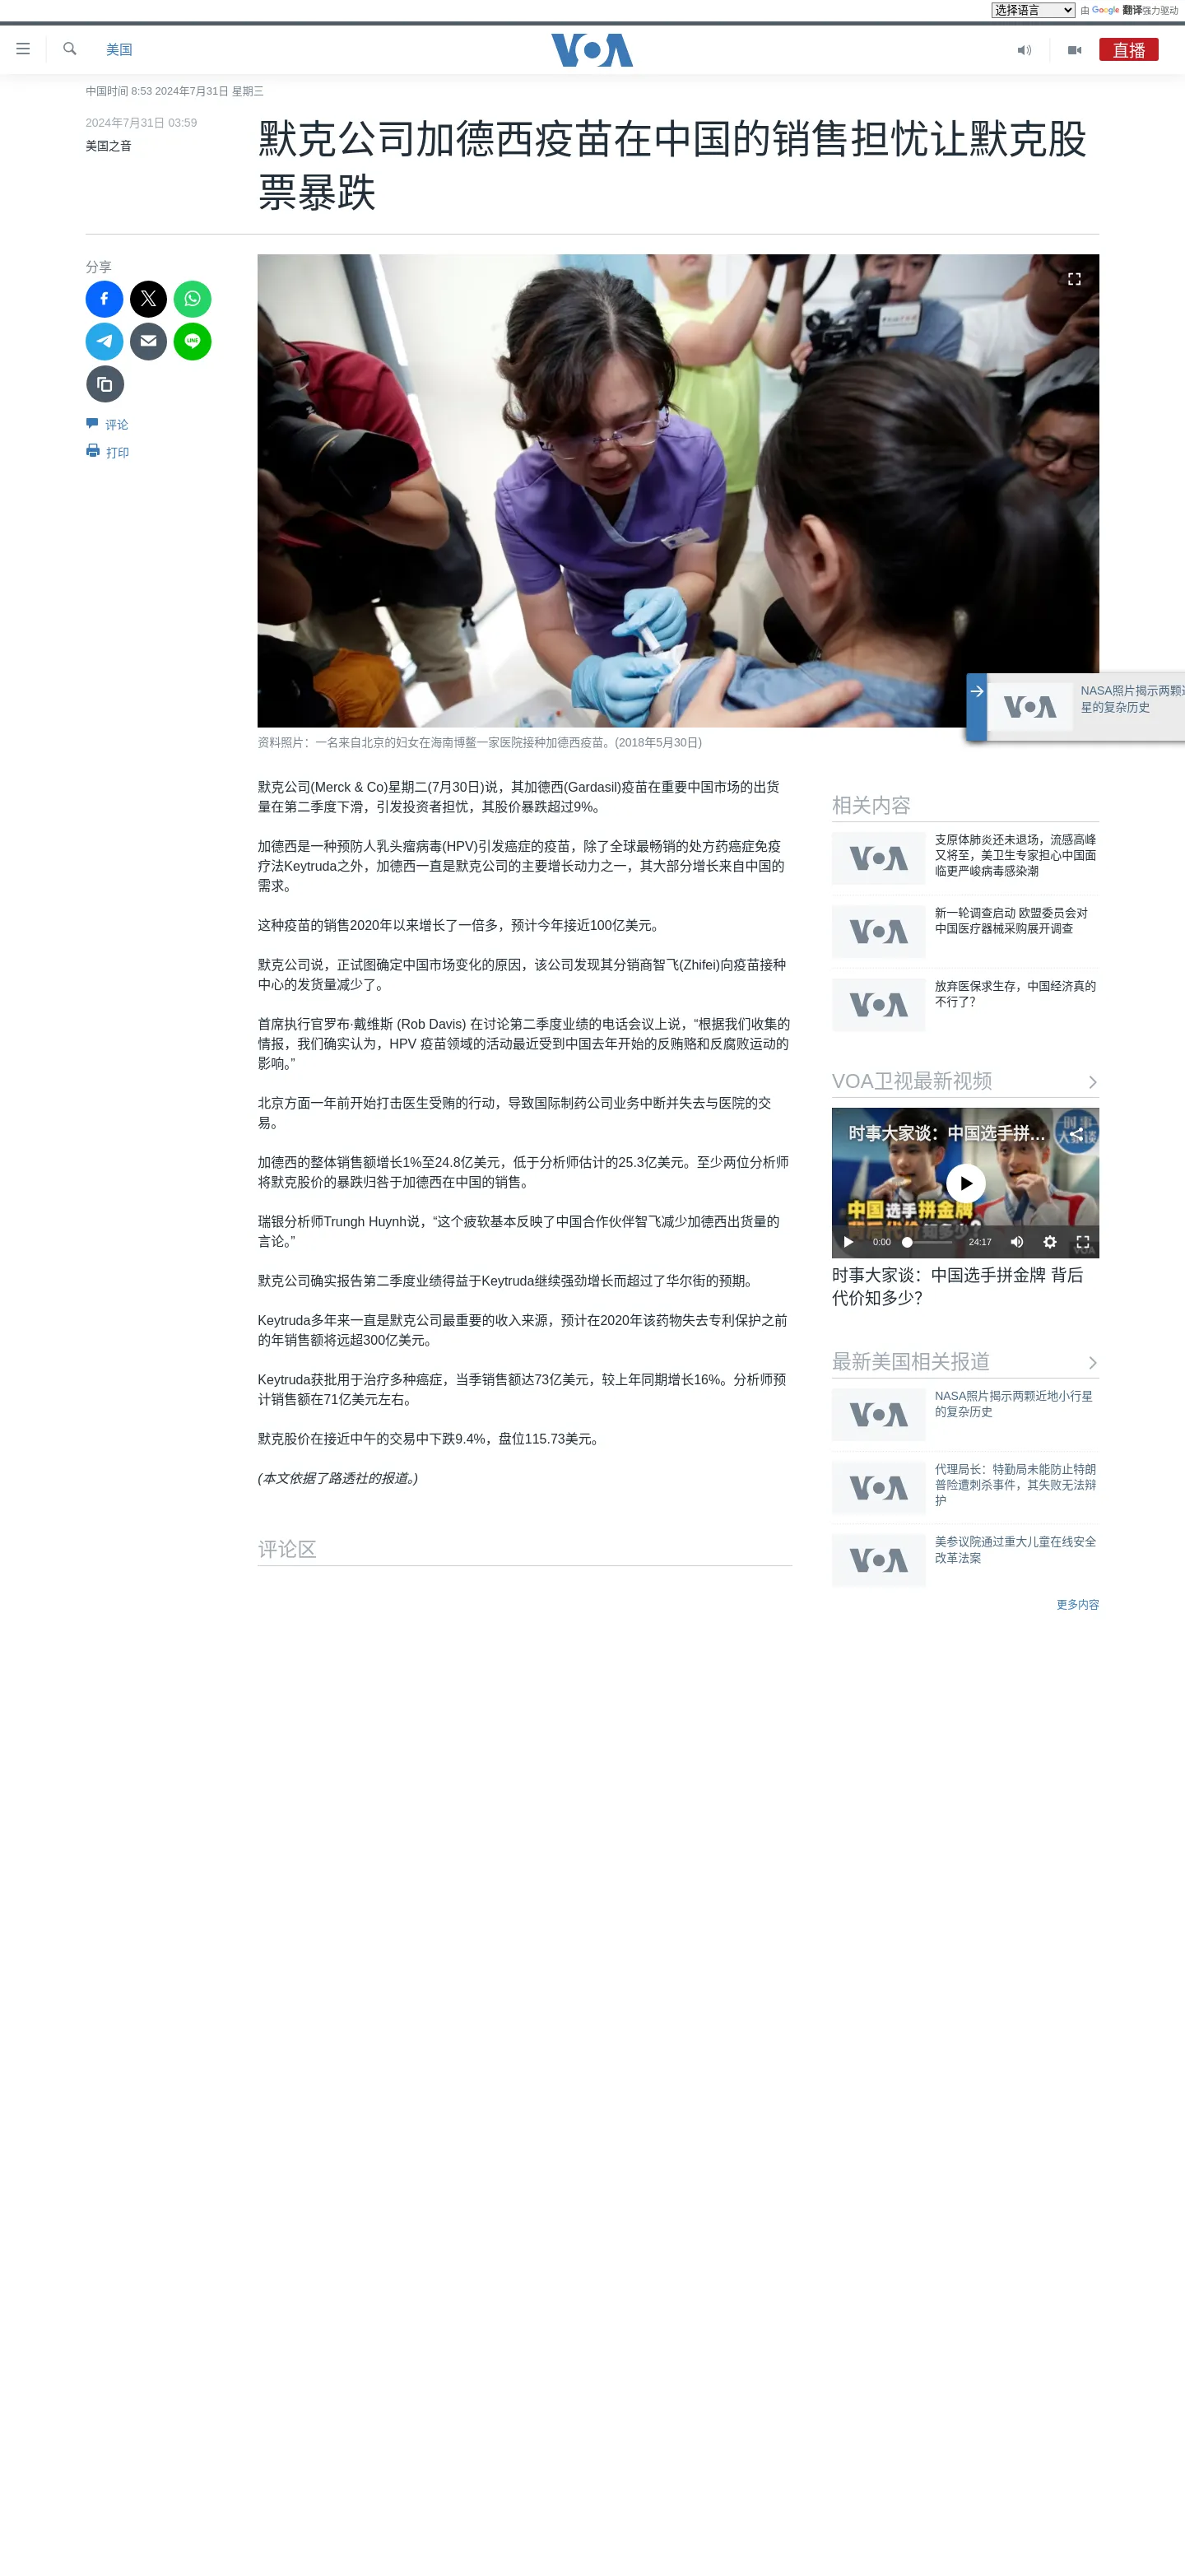 选择语言
由 Google 翻译强力驱动
美国
VOA
直播
中国时间 8:53 2024年7月31日 星期三
2024年7月31日 03:59
美国之音
默克公司加德西疫苗在中国的销售担忧让默克股
票暴跌
分享
评论
打印
NASA照片揭示两颗近
星的复杂历史
VOA
资料照片：一名来自北京的妇女在海南博鳌一家医院接种加德西疫苗。(2018年5月30日)
默克公司(Merck & Co)星期二(7月30日)说，其加德西(Gardasil)疫苗在重要中国市场的出货
量在第二季度下滑，引发投资者担忧，其股价暴跌超过9%。
加德西是一种预防人乳头瘤病毒(HPV)引发癌症的疫苗，除了全球最畅销的处方药癌症免疫
疗法Keytruda之外，加德西一直是默克公司的主要增长动力之一，其大部分增长来自中国的
需求。
这种疫苗的销售2020年以来增长了一倍多，预计今年接近100亿美元。
默克公司说，正试图确定中国市场变化的原因，该公司发现其分销商智飞(Zhifei)向疫苗接种
中心的发货量减少了。
首席执行官罗布·戴维斯 (Rob Davis) 在讨论第二季度业绩的电话会议上说，“根据我们收集的
情报，我们确实认为，HPV 疫苗领域的活动最近受到中国去年开始的反贿赂和反腐败运动的
影响。”
北京方面一年前开始打击医生受贿的行动，导致国际制药公司业务中断并失去与医院的交
易。
加德西的整体销售额增长1%至24.8亿美元，低于分析师估计的25.3亿美元。至少两位分析师
将默克股价的暴跌归咎于加德西在中国的销售。
瑞银分析师Trungh Huynh说，“这个疲软基本反映了中国合作伙伴智飞减少加德西出货量的
言论。”
默克公司确实报告第二季度业绩得益于Keytruda继续强劲增长而超过了华尔街的预期。
Keytruda多年来一直是默克公司最重要的收入来源，预计在2020年该药物失去专利保护之前
的年销售额将远超300亿美元。
Keytruda获批用于治疗多种癌症，当季销售额达73亿美元，较上年同期增长16%。分析师预
计销售额在71亿美元左右。
默克股价在接近中午的交易中下跌9.4%，盘位115.73美元。
(本文依据了路透社的报道。)
评论区
相关内容
VOA
支原体肺炎还未退场，流感高峰
又将至，美卫生专家担心中国面
临更严峻病毒感染潮
VOA
新一轮调查启动 欧盟委员会对
中国医疗器械采购展开调查
VOA
放弃医保求生存，中国经济真的
不行了？
VOA卫视最新视频
时事大家谈：中国选手拼...
时事
大家谈
中国选手拼金牌
背后代价知多少?
0:00
24:17
VOA
时事大家谈：中国选手拼金牌 背后
代价知多少？
最新美国相关报道
VOA
NASA照片揭示两颗近地小行星
的复杂历史
VOA
代理局长：特勤局未能防止特朗
普险遭刺杀事件，其失败无法辩
护
VOA
美参议院通过重大儿童在线安全
改革法案
更多内容